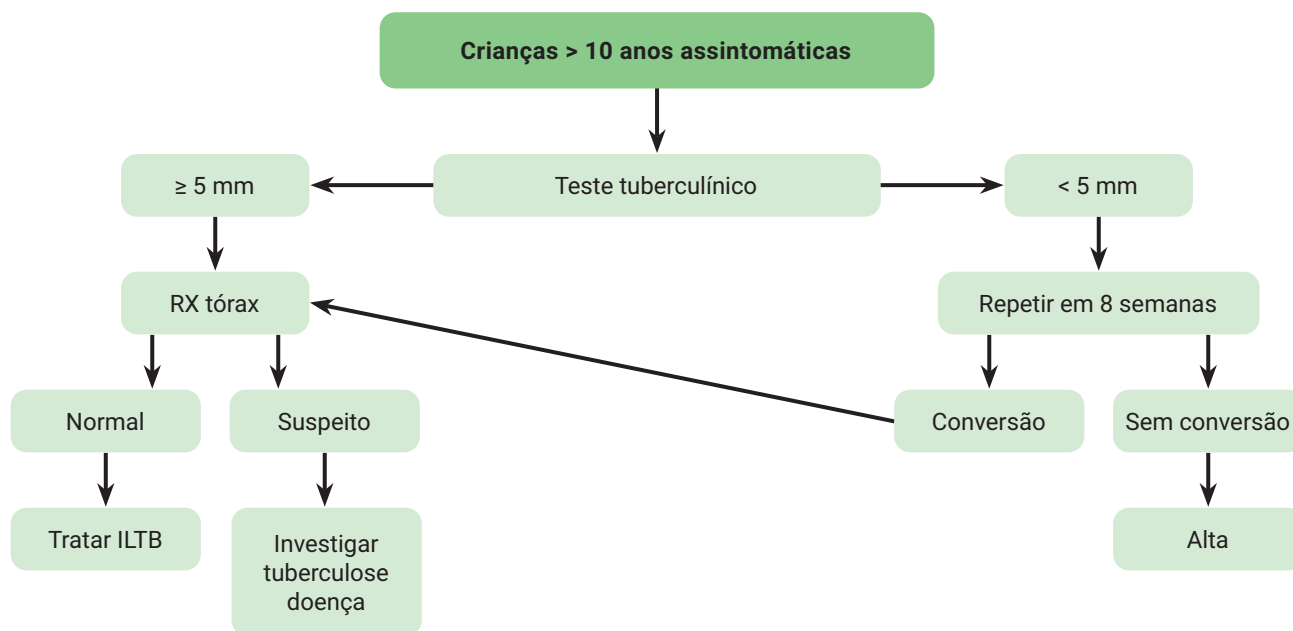 Crianças > 10 anos assintomáticas
≥ 5 mm
Teste tuberculínico
< 5 mm
RX tórax
Repetir em 8 semanas
Normal
Suspeito
Conversão
Sem conversão
Tratar ILTB
Investigar
tuberculose
doença
Alta